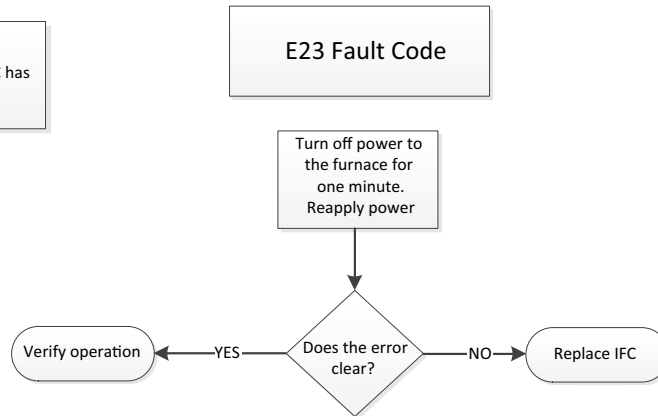 has
E23 Fault Code
Turn off power to
the furnace for
one minute.
Reapply power
Does the error
clear?
YES
Verify operation
NO
Replace IFC